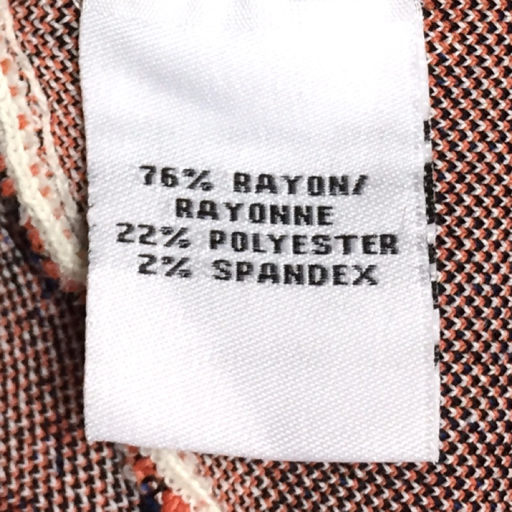 76% RAYON/
RAYONNE
22% POLYESTER
2% SPANDEX